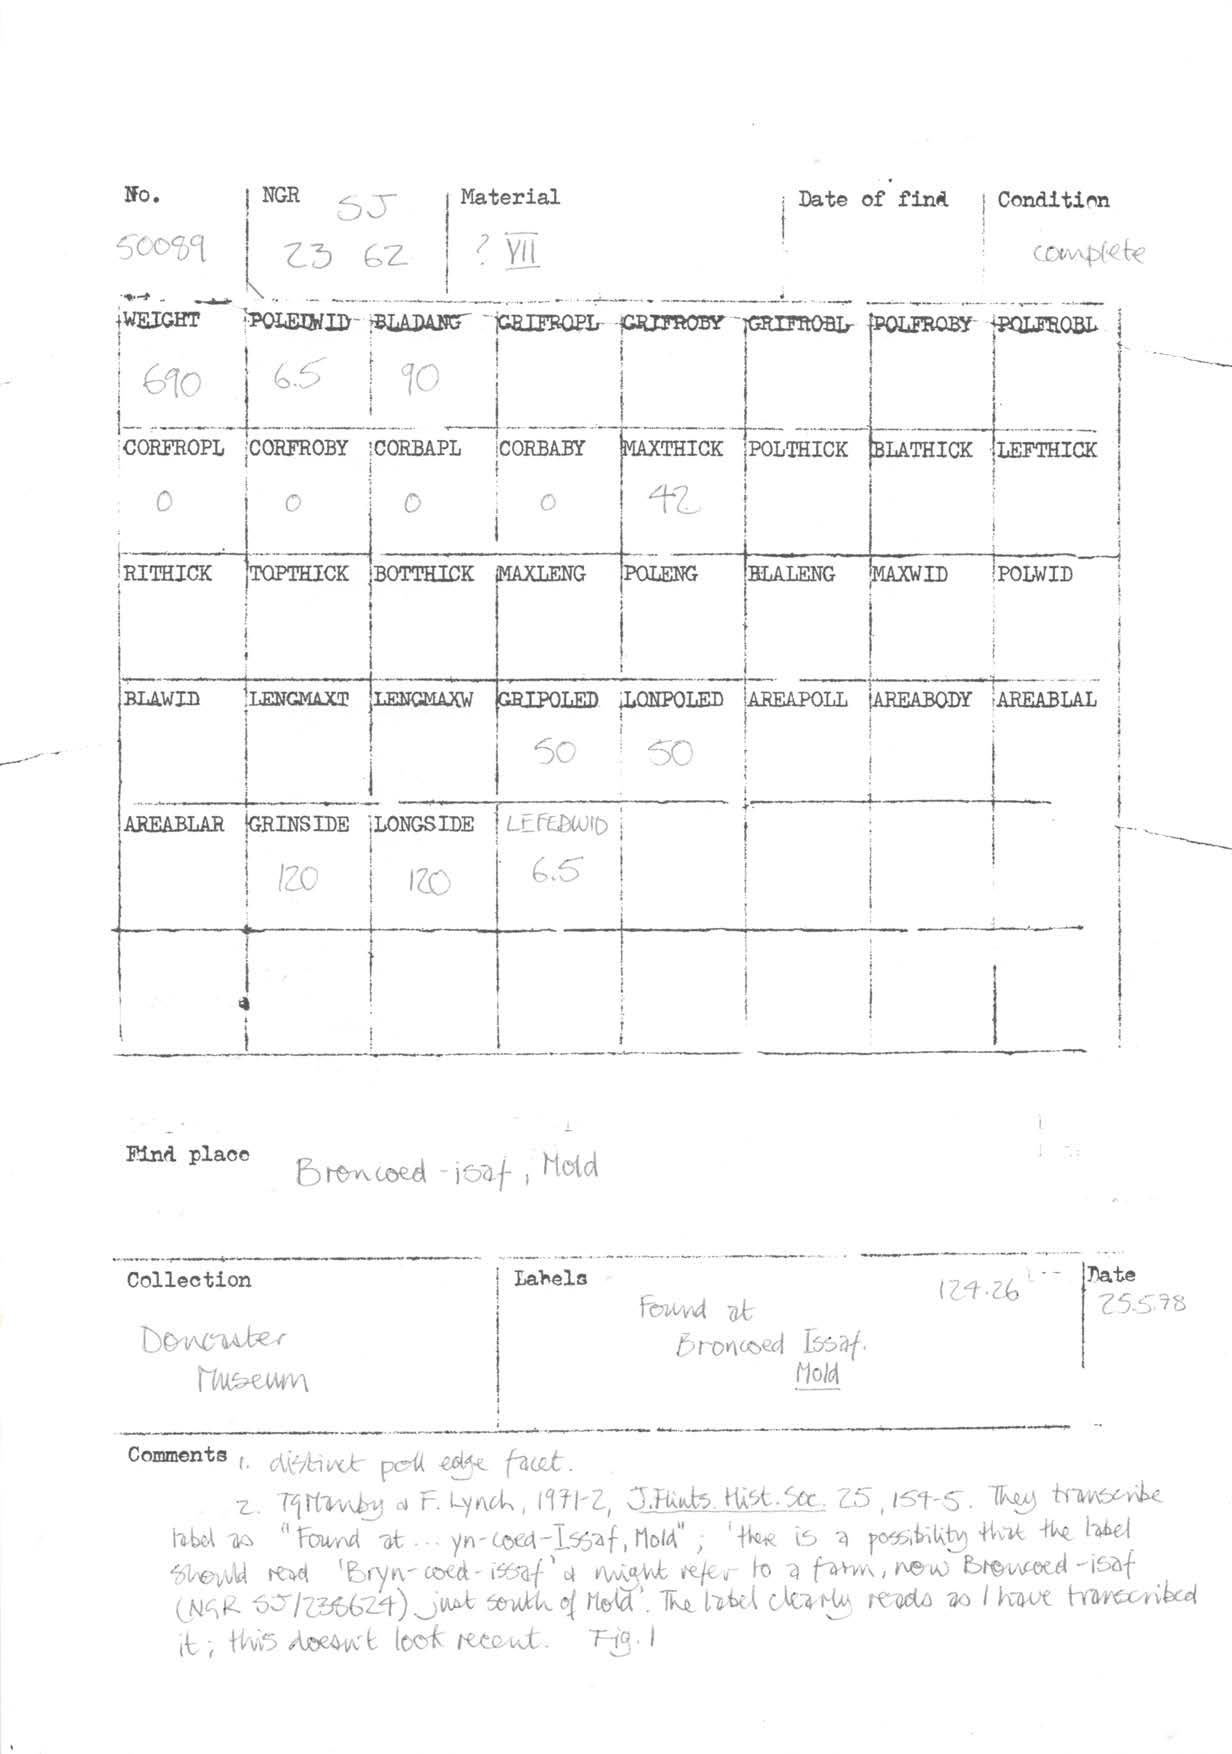 No. NGR SJ Material Date of find Condition
50089 23 62 ? VII complete
WEIGHT POLEDWID BLADANG GRIFROPL GRIFROBY GRIFROBL POLFROBY POLFROBL
690 6.5 90
CORFROPL CORFROBY CORBAPL CORBABY MAXTHICK POLTHICK BLATHICK LEFTHICK
0 0 0 0 42
RITHICK TOPTHICK BOTTHICK MAXLENG POLENG BLALENG MAXWID POLWID
BLAWID LENGMAXT LENGMAXW GRIPOLED LONPOLED AREAPOLL AREABODY AREABLAL
50 50
AREABLAR GRINSIDE LONGSIDE LEFEDWID
120 120 6.5
Find place Broncoed-isaf, Mold
Collection Labels 124.26 Date
Found at 25.5.78
Doncaster Broncoed Issaf.
Museum Mold
Comments 1. distinct poll edge facet.
2. TG Manby & F. Lynch, 1971-2, J. Flints. Hist. Soc. 25, 154-5. They transcribe
label as "Found at ... yn-coed-Issaf, Mold"; 'there is a possibility that the label
should read 'Bryn-coed-issaf' & might refer to a farm, now Broncoed-isaf
(NGR SJ/238624) just south of Mold'. The label clearly reads as I have transcribed
it; this doesn't look recent. Fig. 1